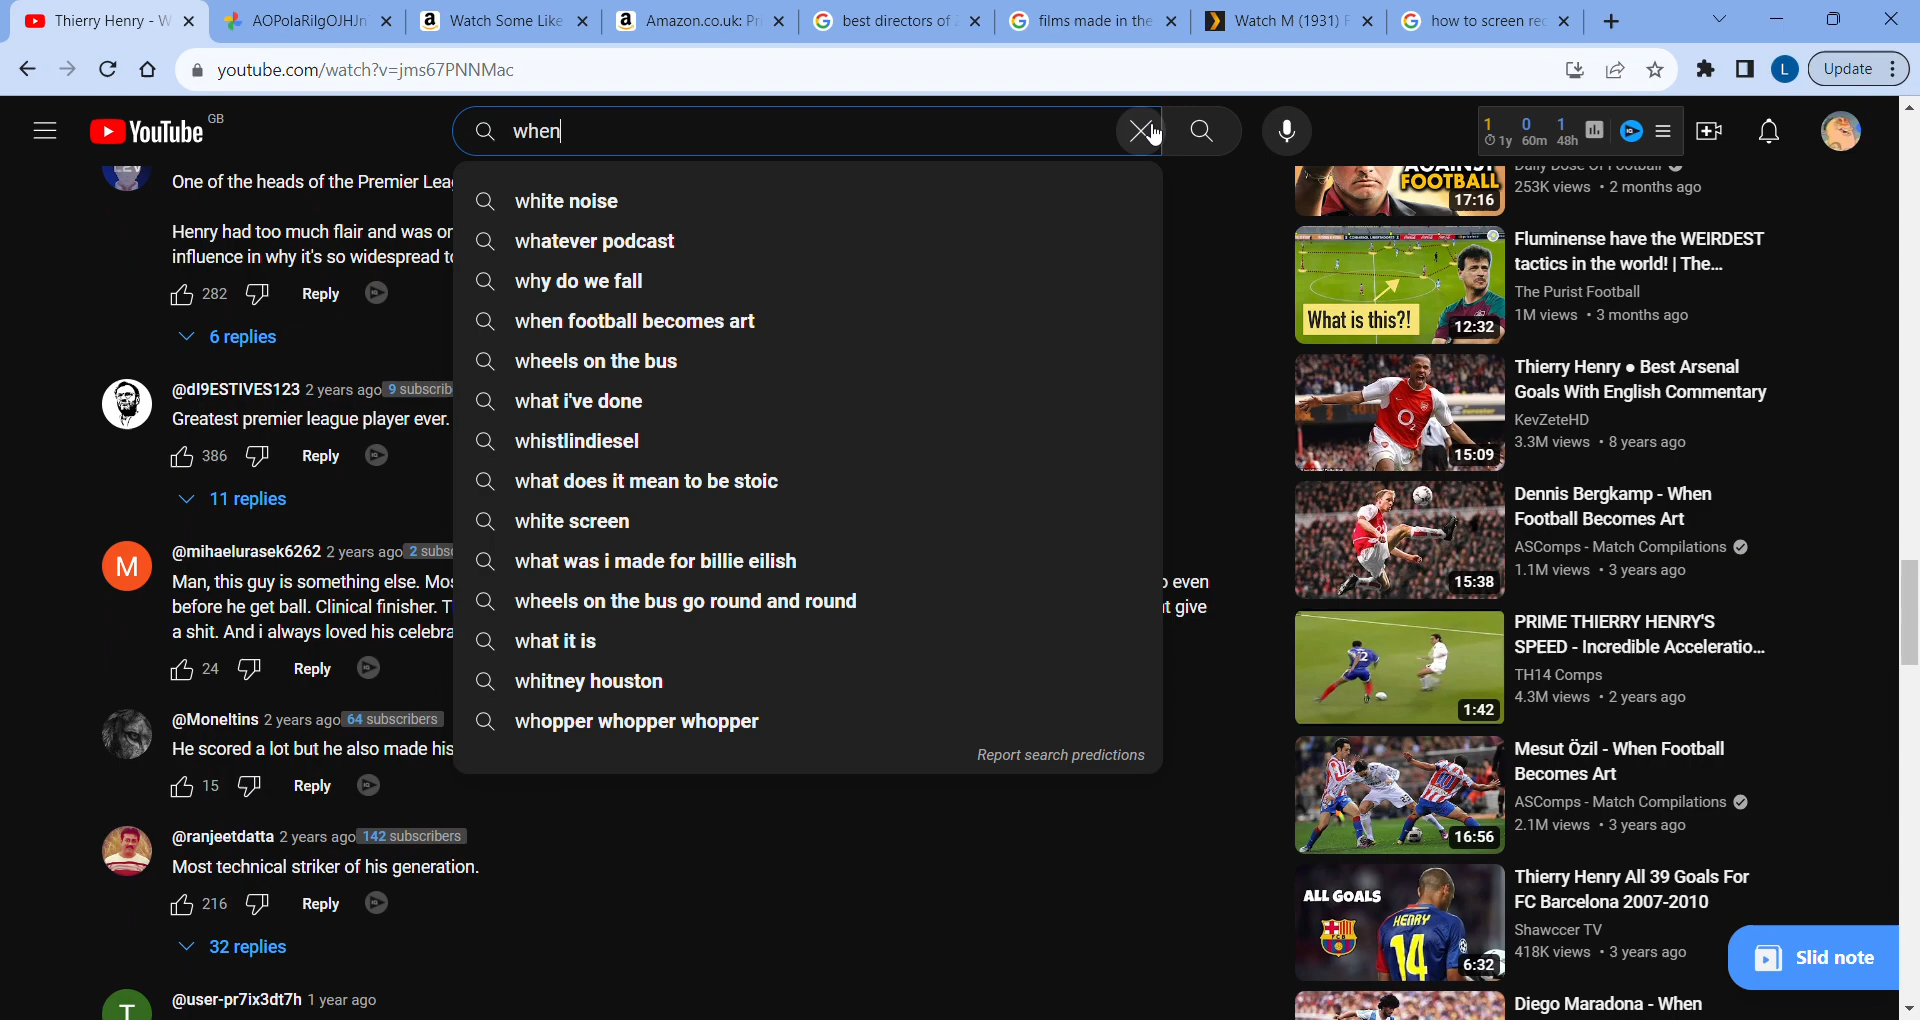 Thierry Henry - W
AOPolaRilgOJHJn
Watch Some Like
Amazon.co.uk: Pr
best directors of 2
films made in the
Watch M (1931) F
how to screen rec
youtube.com/watch?v=jms67PNNMac
L
Update
YouTube GB
when
1 0 1
1y 60m 48h
One of the heads of the Premier Lea
Henry had too much flair and was or
influence in why it's so widespread to
282 Reply
6 replies
@dl9ESTIVES123 2 years ago 9 subscrib
Greatest premier league player ever.
386 Reply
11 replies
M
@mihaelurasek6262 2 years ago 2 subs
Man, this guy is something else. Mos
before he get ball. Clinical finisher. T
a shit. And i always loved his celebra
even
t give
24 Reply
@Moneltins 2 years ago 64 subscribers
He scored a lot but he also made his
15 Reply
@ranjeetdatta 2 years ago 142 subscribers
Most technical striker of his generation.
216 Reply
32 replies
T
@user-pr7ix3dt7h 1 year ago
white noise
whatever podcast
why do we fall
when football becomes art
wheels on the bus
what i've done
whistlindiesel
what does it mean to be stoic
white screen
what was i made for billie eilish
wheels on the bus go round and round
what it is
whitney houston
whopper whopper whopper
Report search predictions
AGAINST
FOOTBALL
17:16
Daily Dose Of Football
253K views • 2 months ago
What is this?!
12:32
Fluminense have the WEIRDEST
tactics in the world! | The...
The Purist Football
1M views • 3 months ago
O2
15:09
Thierry Henry ● Best Arsenal
Goals With English Commentary
KevZeteHD
3.3M views • 8 years ago
15:38
Dennis Bergkamp - When
Football Becomes Art
ASComps - Match Compilations
1.1M views • 3 years ago
1:42
PRIME THIERRY HENRY'S
SPEED - Incredible Acceleratio...
TH14 Comps
4.3M views • 2 years ago
16:56
Mesut Özil - When Football
Becomes Art
ASComps - Match Compilations
2.1M views • 3 years ago
ALL GOALS
HENRY
14
6:32
Thierry Henry All 39 Goals For
FC Barcelona 2007-2010
Shawccer TV
418K views • 3 years ago
Slid note
Diego Maradona - When